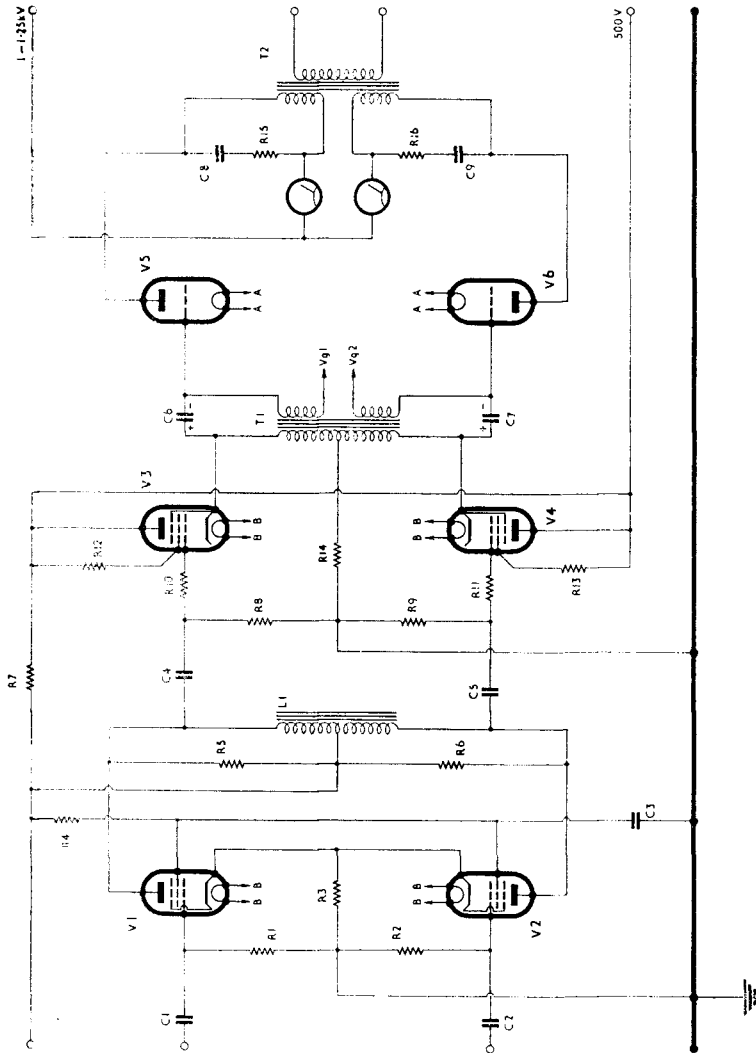 1–1·25kV
T2
C8
R15
R16
C9
V5
V6
A
A
A
A
Vg1
Vg2
C6
C7
+
−
+
−
T1
V3
V4
B
B
B
B
R12
R10
R14
R11
R13
R8
R9
R7
C4
C5
L1
R5
R6
R4
C3
V1
V2
B
B
B
B
R3
R1
R2
C1
C2
500V